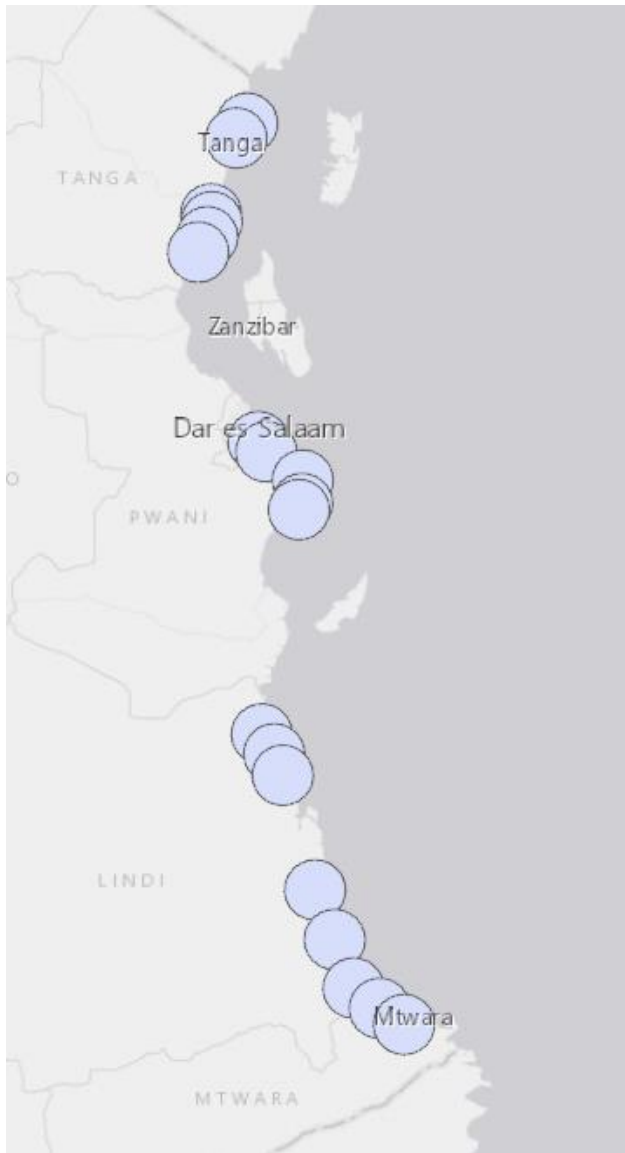 Tanga
TANGA
Zanzibar
Dar es Salaam
O
PWANI
LINDI
Mtwara
MTWARA